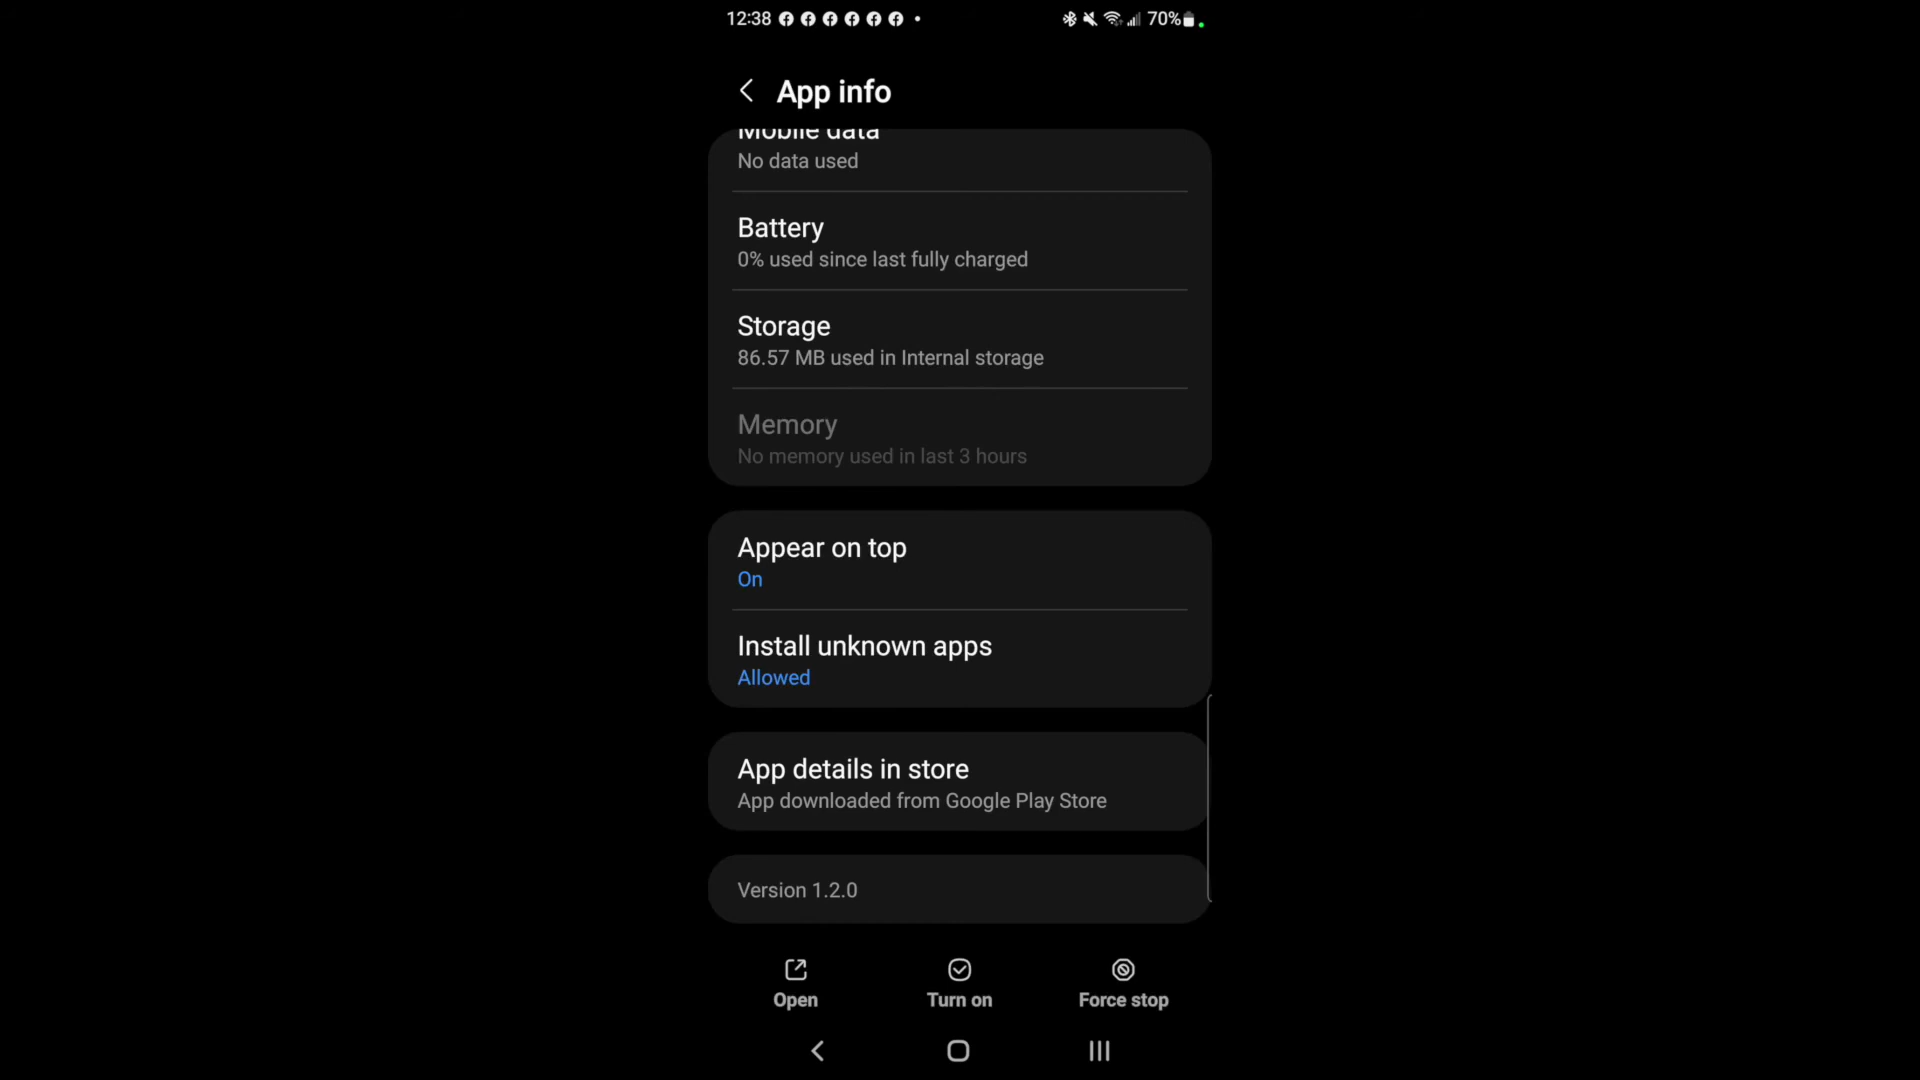 12:38
70%
App info
Mobile data
No data used
Battery
0% used since last fully charged
Storage
86.57 MB used in Internal storage
Memory
No memory used in last 3 hours
Appear on top
On
Install unknown apps
Allowed
App details in store
App downloaded from Google Play Store
Version 1.2.0
Open
Turn on
Force stop